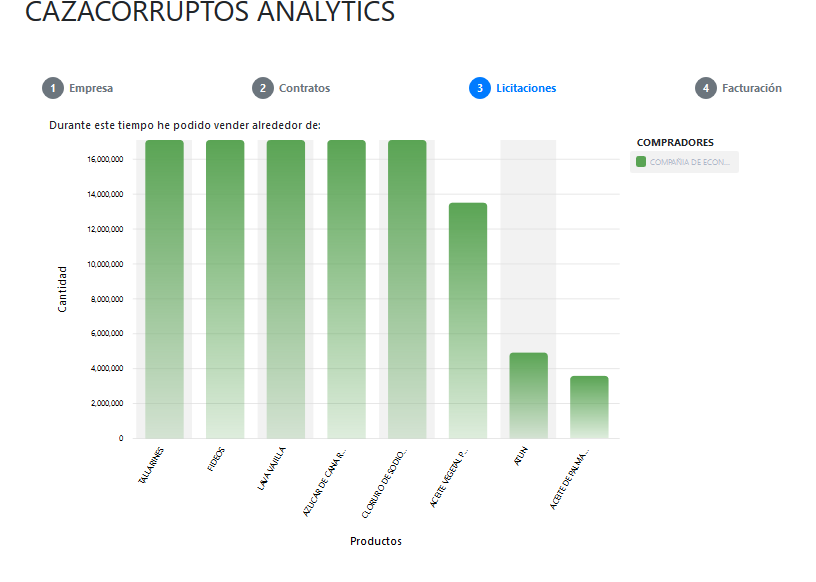 CAZACORRUPTOS ANALYTICS
1 Empresa
2 Contratos
3 Licitaciones
4 Facturación
Durante este tiempo he podido vender alrededor de:
COMPRADORES
COMPAÑIA DE ECON...
Cantidad
16,000,000
14,000,000
12,000,000
10,000,000
8,000,000
6,000,000
4,000,000
2,000,000
0
TALLARINES
FIDEOS
LAVA VAJILLA
AZUCAR DE CANA R...
CLORURO DE SODIO...
ACEITE VEGETAL P...
ATUN
ACEITE DE PALMA...
Productos